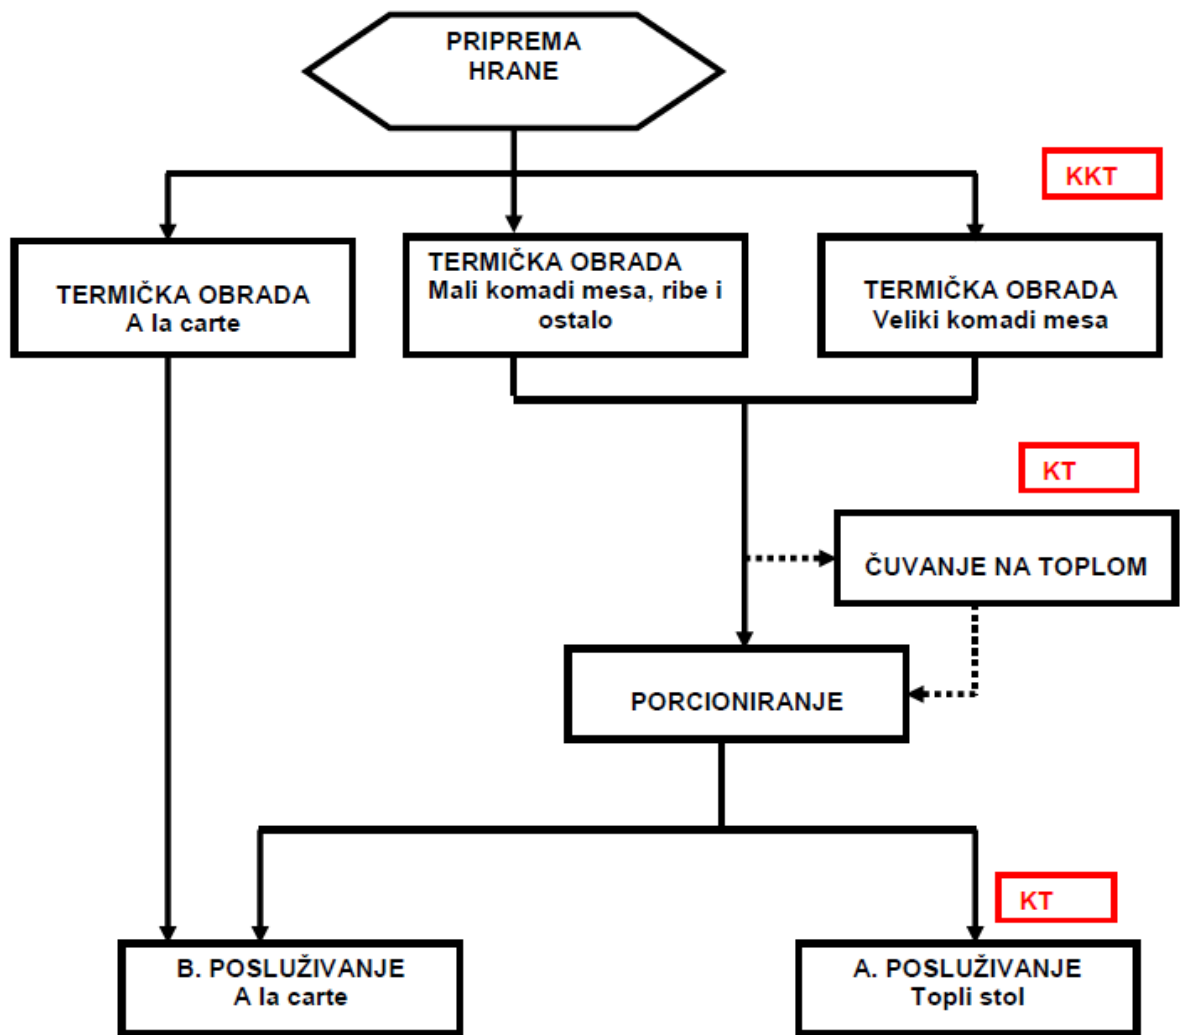 PRIPREMA
HRANE
KKT
TERMIČKA OBRADA
A la carte
TERMIČKA OBRADA
Mali komadi mesa, ribe i
ostalo
TERMIČKA OBRADA
Veliki komadi mesa
KT
ČUVANJE NA TOPLOM
PORCIONIRANJE
KT
B. POSLUŽIVANJE
A la carte
A. POSLUŽIVANJE
Topli stol